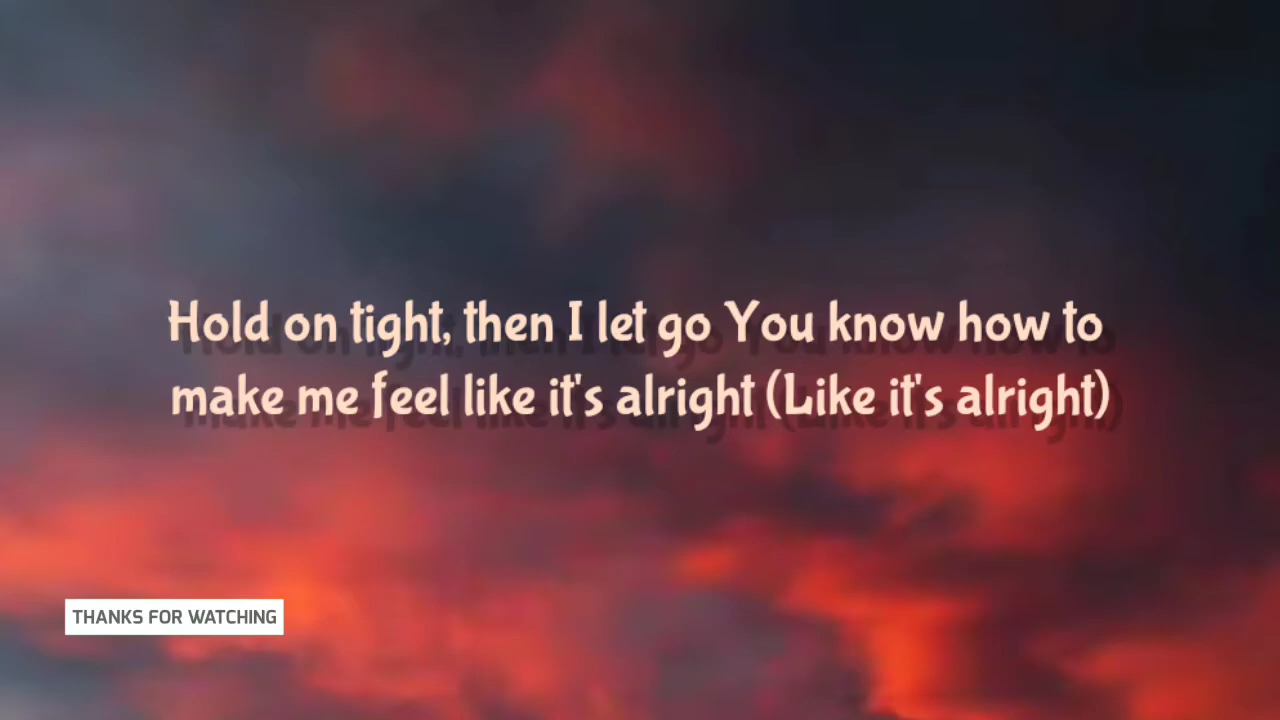 Hold on tight, then I let go You know how to
make me feel like it's alright (Like it's alright)
THANKS FOR WATCHING